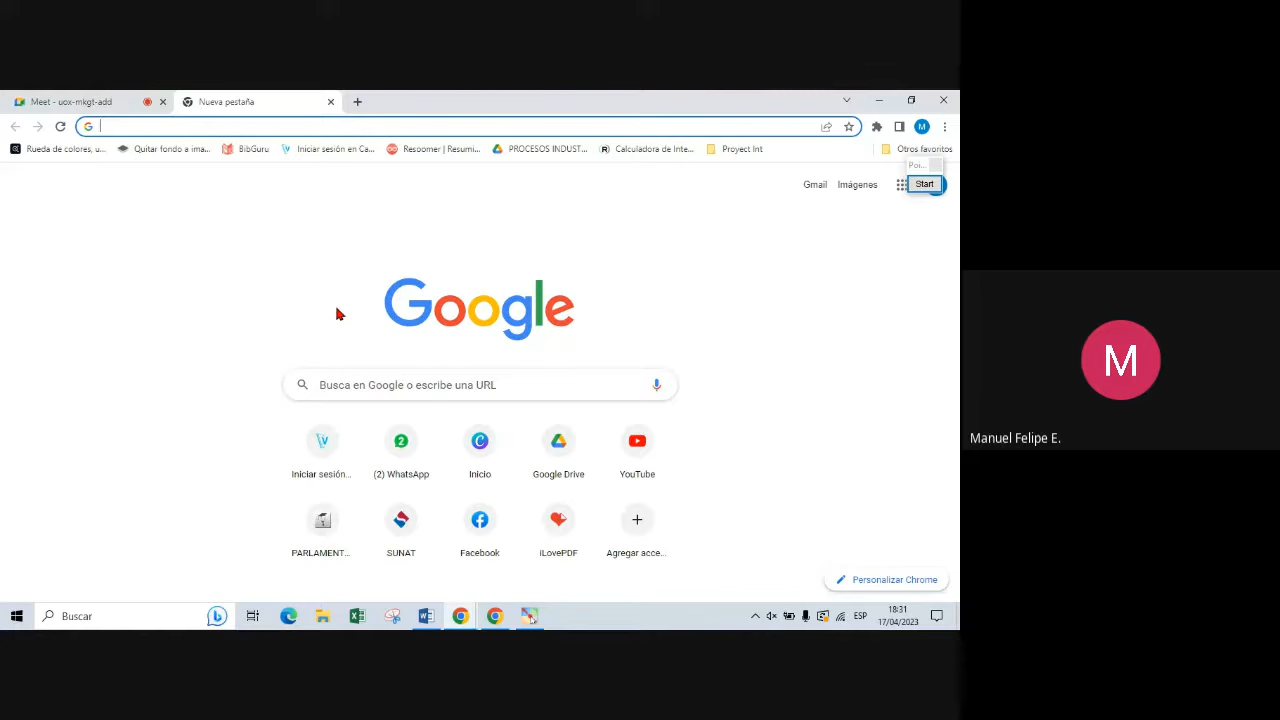 Meet - uox-mkgt-add
Nueva pestaña
G
Rueda de colores, u...
Quitar fondo a ima...
BibGuru
Iniciar sesión en Ca...
Resoomer | Resumi...
PROCESOS INDUST...
R
Calculadora de Inte...
Proyect Int
Otros favoritos
M
Poi...
Gmail
Imágenes
Start
Google
Busca en Google o escribe una URL
2
Iniciar sesión...
(2) WhatsApp
Inicio
Google Drive
YouTube
PARLAMENT...
SUNAT
Facebook
iLovePDF
Agregar acce...
Personalizar Chrome
Buscar
ESP
18:31
17/04/2023
M
Manuel Felipe E.